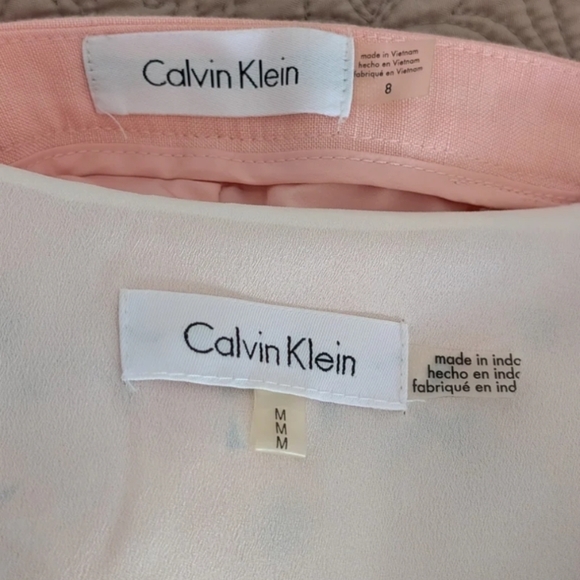 Calvin Klein
made in Vietnam
hecho en Vietnam
fabriqué en Vietnam
8
Calvin Klein
made in indo
hecho en indo
fabriqué en ind
M
M
M